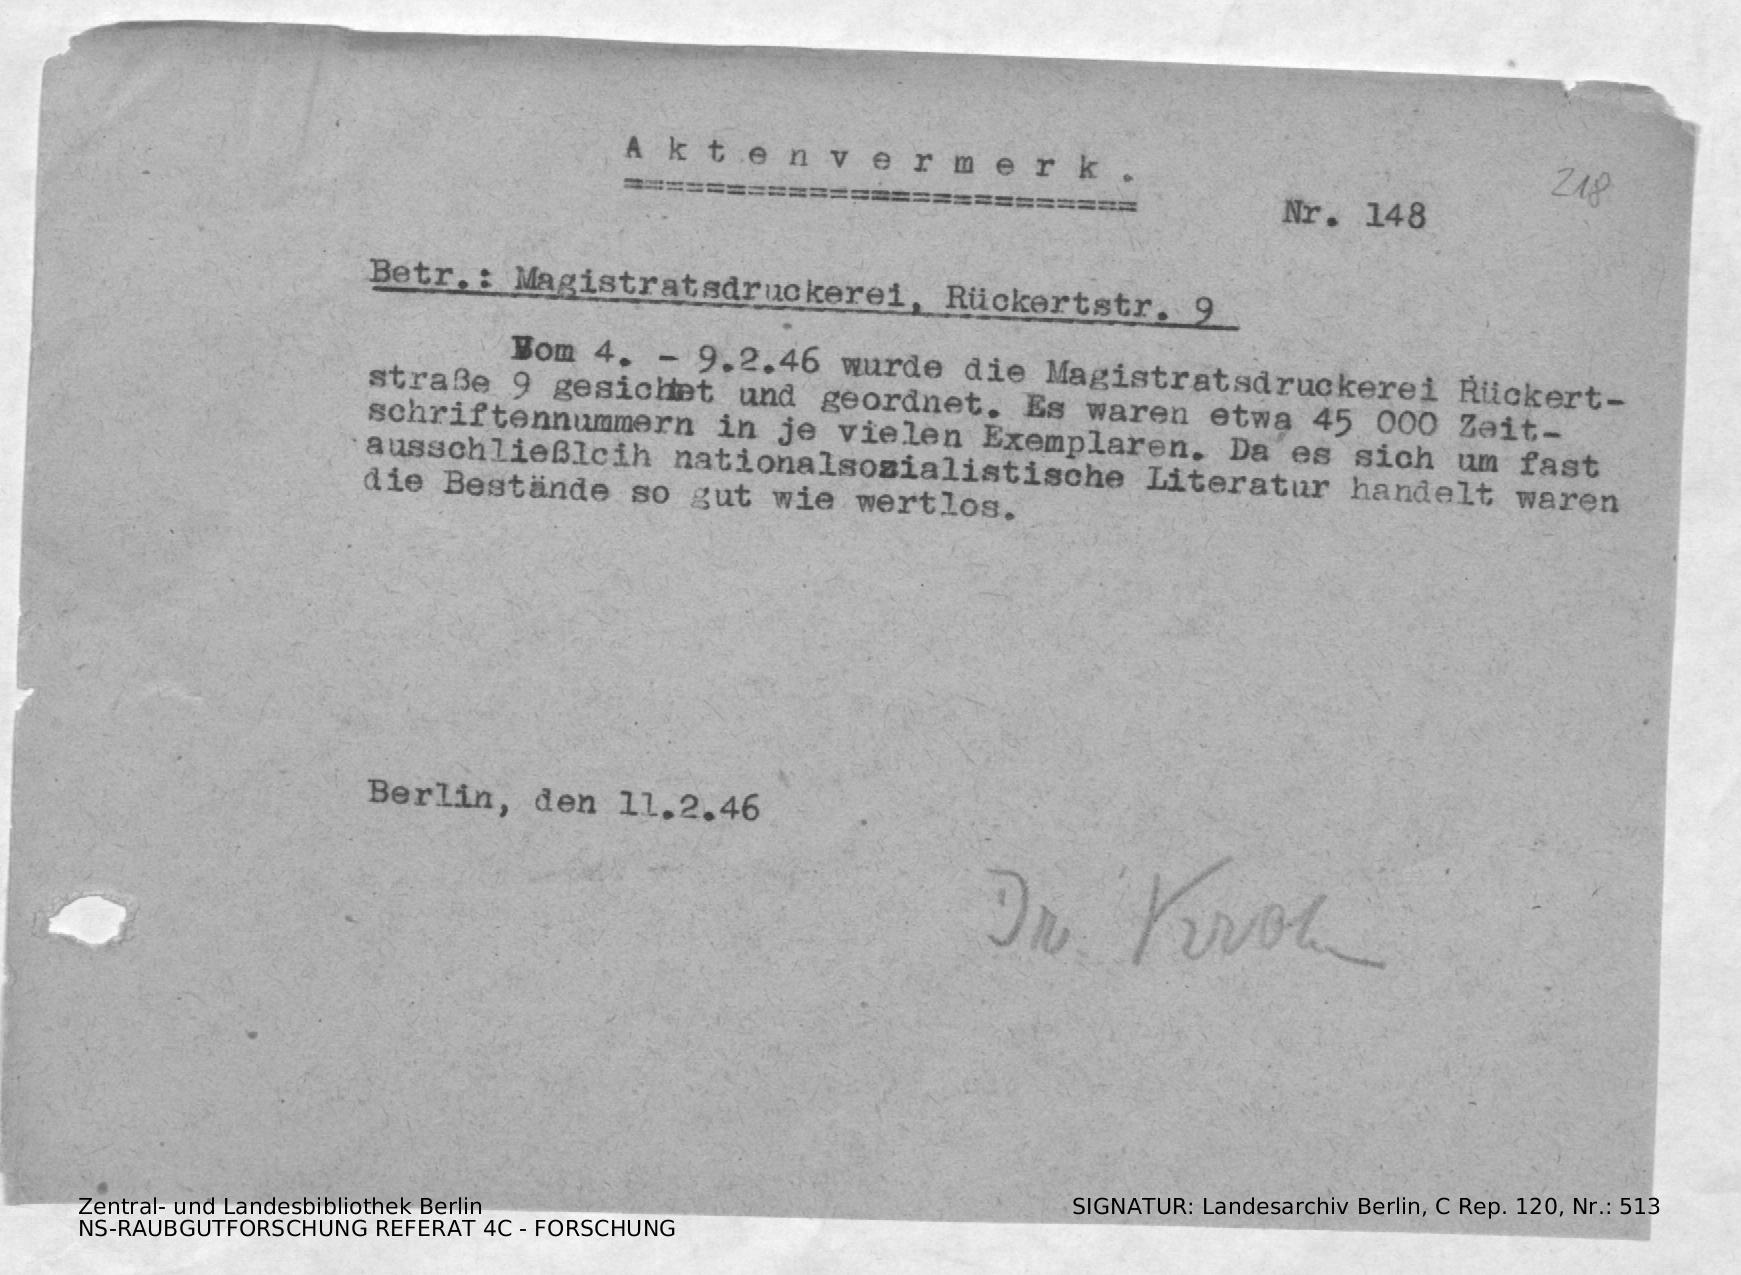 A k t e n v e r m e r k .
=========================
218
Nr. 148
Betr.: Magistratsdruckerei, Rückertstr. 9
Vom 4. - 9.2.46 wurde die Magistratsdruckerei Rückert-
straße 9 gesichtet und geordnet. Es waren etwa 45 000 Zeit-
schriftennummern in je vielen Exemplaren. Da es sich um fast
ausschließlcih nationalsozialistische Literatur handelt waren
die Bestände so gut wie wertlos.
Berlin, den 11.2.46
Dr. Kroh
Zentral- und Landesbibliothek Berlin
NS-RAUBGUTFORSCHUNG REFERAT 4C - FORSCHUNG
SIGNATUR: Landesarchiv Berlin, C Rep. 120, Nr.: 513